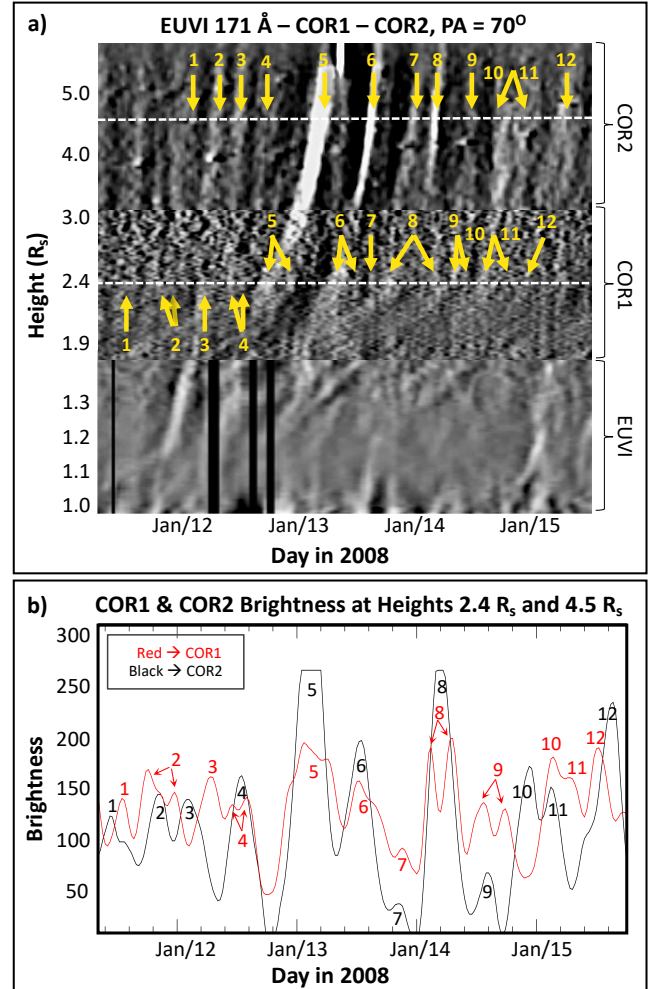 a) EUVI 171 Å – COR1 – COR2, PA = 70⁰
1 2 3 4 5 6 7 8 9 10 11 12
5.0
4.0
COR2
3.0
5 6 7 8 9 10 11 12
2.4
1 2 3 4
1.9
COR1
Height (Rₛ)
1.3
1.2
1.1
1.0
EUVI
Jan/12 Jan/13 Jan/14 Jan/15
Day in 2008
b) COR1 & COR2 Brightness at Heights 2.4 Rₛ and 4.5 Rₛ
300
Red → COR1
Black → COR2
250
200
150
100
50
Brightness
1 2 3 4 5 6 7 8 9 10 11 12
1 2 3 4 5 6 7 8 9 10 11 12
Jan/12 Jan/13 Jan/14 Jan/15
Day in 2008